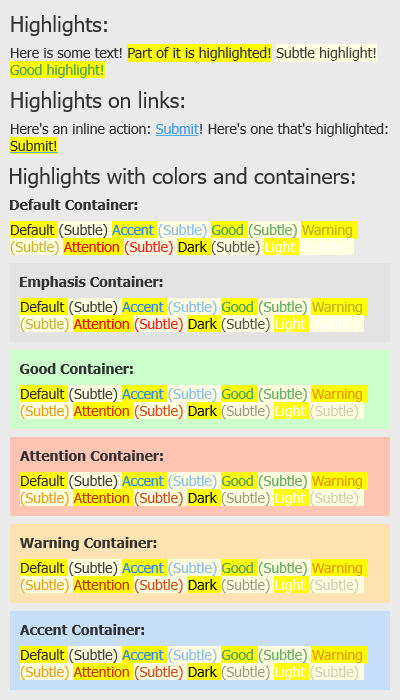 Highlights:
Here is some text! Part of it is highlighted! Subtle highlight!
Good highlight!
Highlights on links:
Here's an inline action: Submit! Here's one that's highlighted:
Submit!
Highlights with colors and containers:
Default Container:
Default (Subtle) Accent (Subtle) Good (Subtle) Warning
(Subtle) Attention (Subtle) Dark (Subtle) Light
Emphasis Container:
Default (Subtle) Accent (Subtle) Good (Subtle) Warning
(Subtle) Attention (Subtle) Dark (Subtle) Light
Good Container:
Default (Subtle) Accent (Subtle) Good (Subtle) Warning
(Subtle) Attention (Subtle) Dark (Subtle) Light (Subtle)
Attention Container:
Default (Subtle) Accent (Subtle) Good (Subtle) Warning
(Subtle) Attention (Subtle) Dark (Subtle) Light (Subtle)
Warning Container:
Default (Subtle) Accent (Subtle) Good (Subtle) Warning
(Subtle) Attention (Subtle) Dark (Subtle) Light (Subtle)
Accent Container:
Default (Subtle) Accent (Subtle) Good (Subtle) Warning
(Subtle) Attention (Subtle) Dark (Subtle) Light (Subtle)